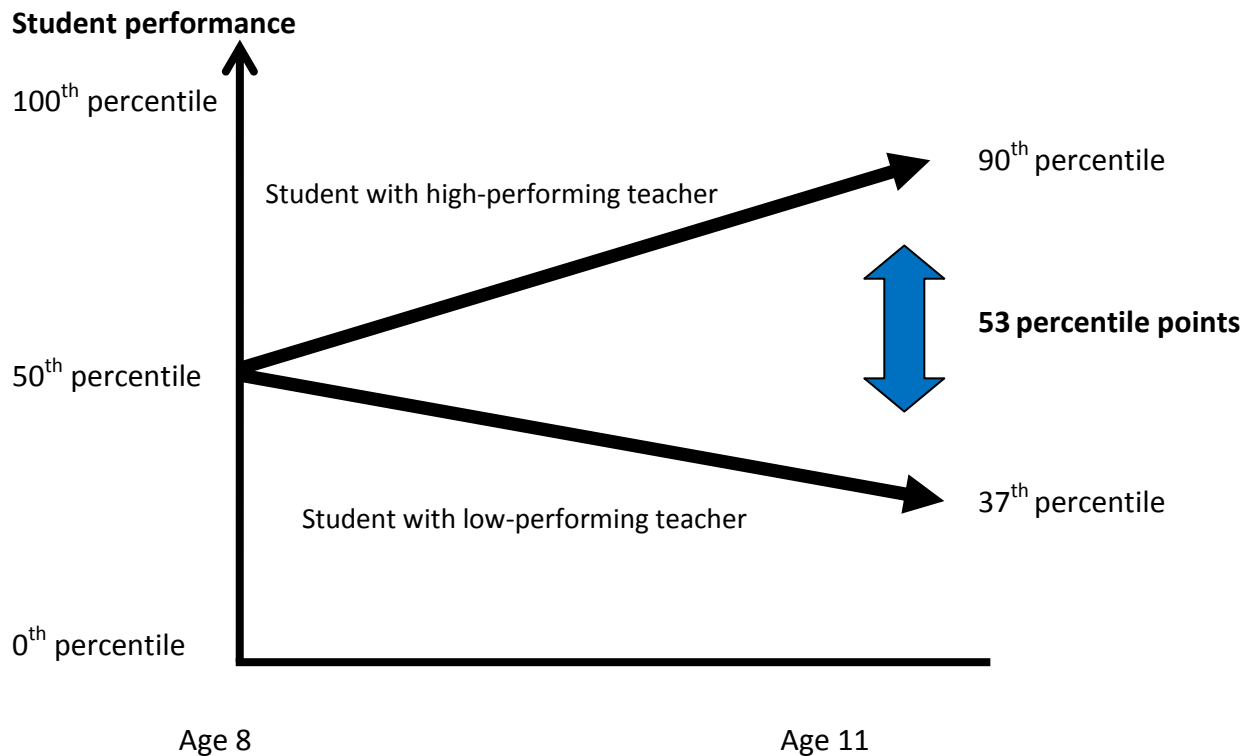 Student performance
100th percentile
90th percentile
Student with high-performing teacher
53 percentile points
50th percentile
37th percentile
Student with low-performing teacher
0th percentile
Age 8
Age 11